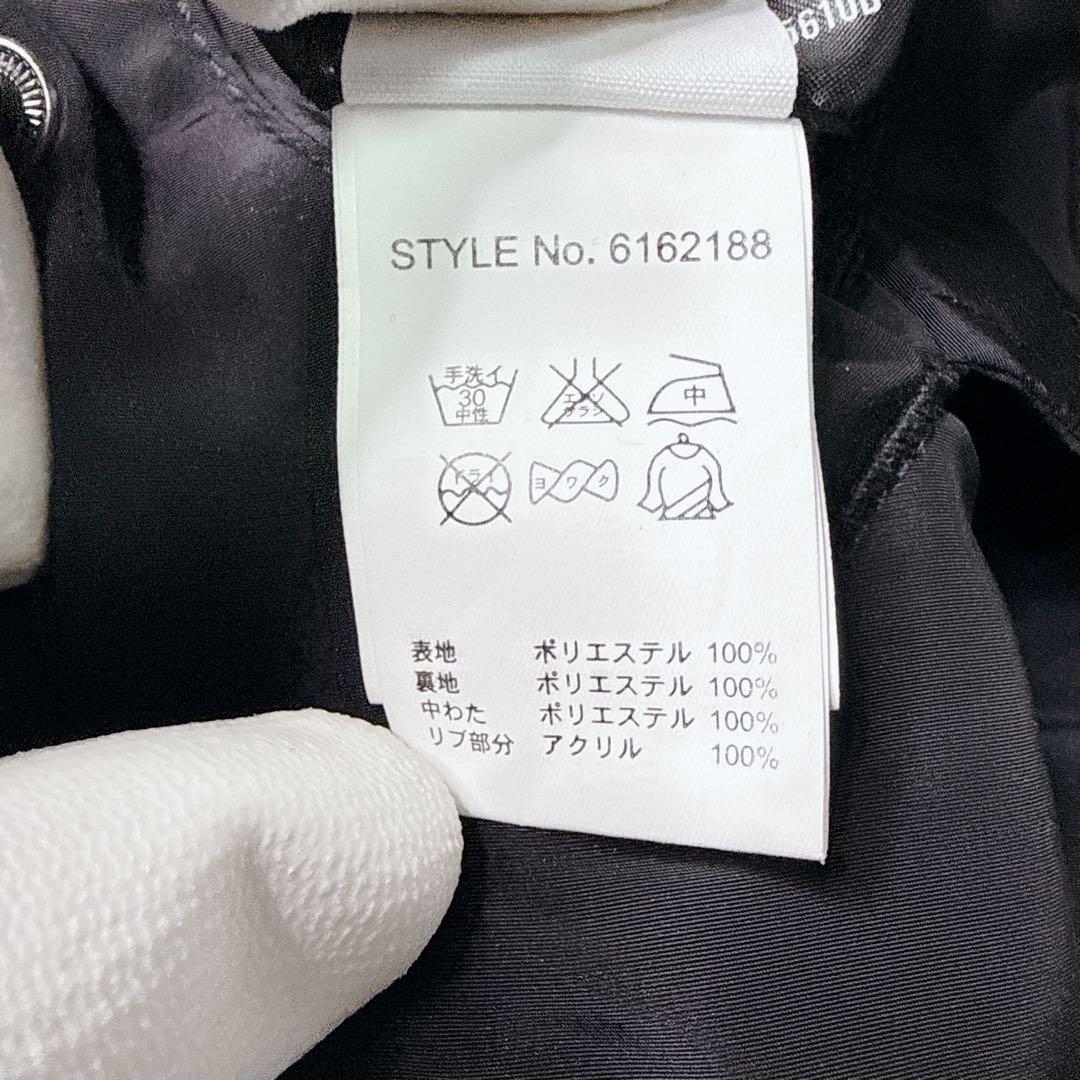 5610B
STYLE No. 6162188
手洗イ
30
中性
エンソ
サラシ
中
ドライ
ヨワク
表地 ポリエステル 100%
裏地 ポリエステル 100%
中わた ポリエステル 100%
リブ部分 アクリル 100%